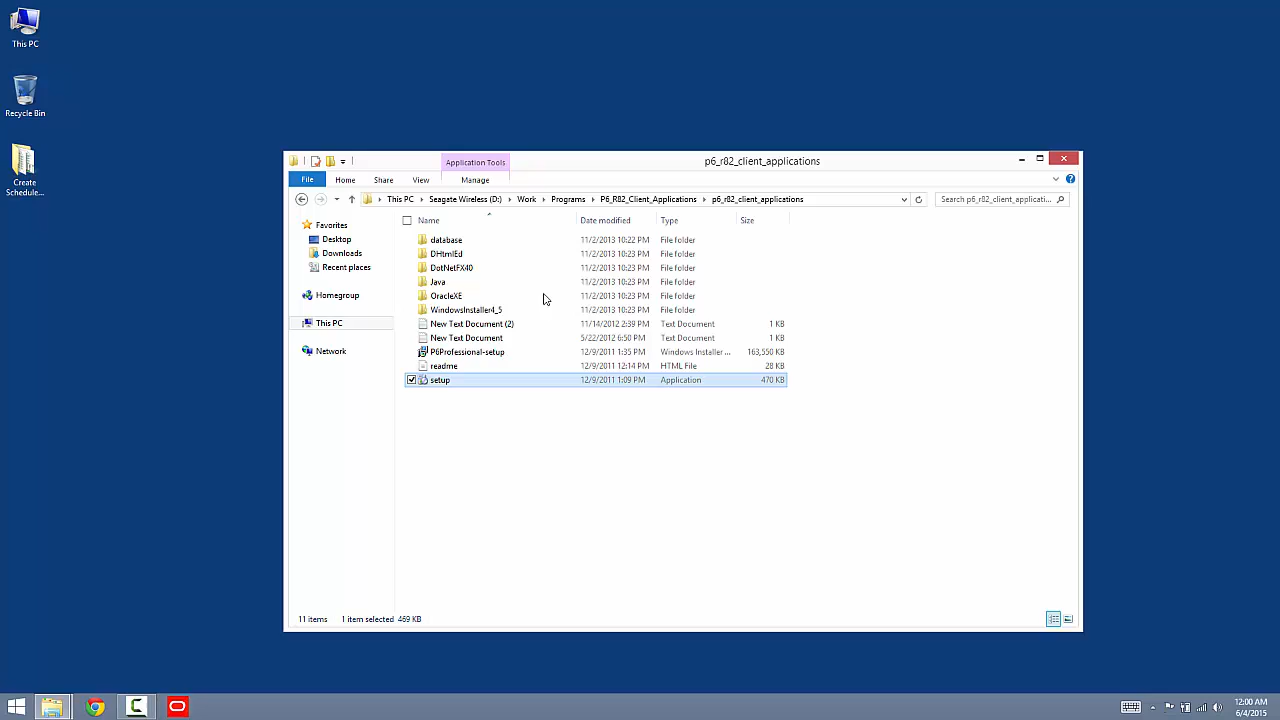 This PC
Recycle Bin
Create
Schedule...
Application Tools
p6_r82_client_applications
File
Home
Share
View
Manage
This PC
Seagate Wireless (D:)
Work
Programs
P6_R82_Client_Applications
p6_r82_client_applications
Search p6_r82_client_applicati...
Favorites
Desktop
Downloads
Recent places
Homegroup
This PC
Network
Name Date modified Type Size
database 11/2/2013 10:22 PM File folder
DHtmlEd 11/2/2013 10:23 PM File folder
DotNetFX40 11/2/2013 10:23 PM File folder
Java 11/2/2013 10:23 PM File folder
OracleXE 11/2/2013 10:23 PM File folder
WindowsInstaller4_5 11/2/2013 10:23 PM File folder
New Text Document (2) 11/14/2012 2:39 PM Text Document 1 KB
New Text Document 5/22/2012 6:50 PM Text Document 1 KB
P6Professional-setup 12/9/2011 1:35 PM Windows Installer ... 163,550 KB
readme 12/9/2011 12:14 PM HTML File 28 KB
setup 12/9/2011 1:09 PM Application 470 KB
11 items 1 item selected 469 KB
12:00 AM
6/4/2015